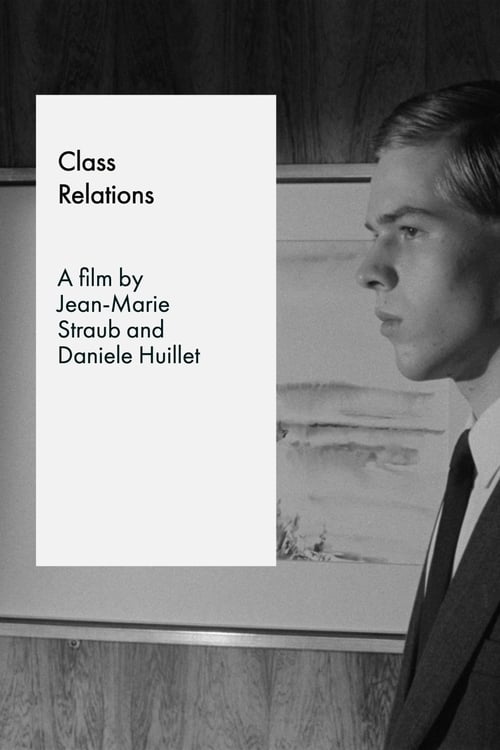 Class
Relations
A film by
Jean-Marie
Straub and
Daniele Huillet